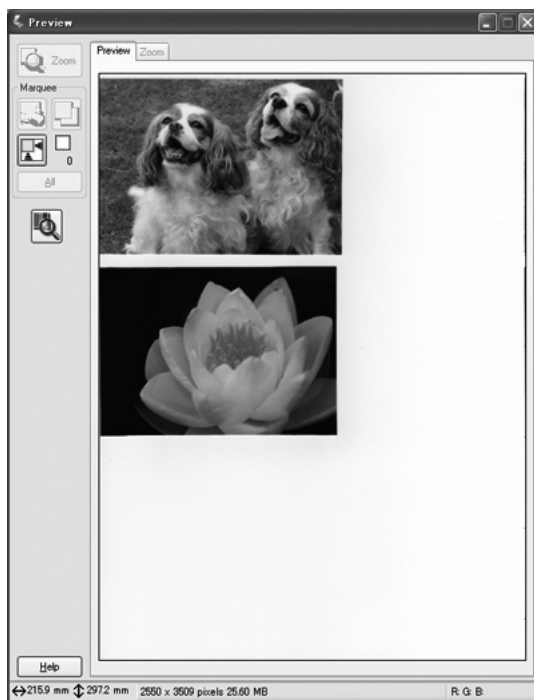 Preview
Preview Zoom
Zoom
Marquee
0
All
Help
215.9 mm 297.2 mm 2550 x 3509 pixels 25.60 MB R: G: B: